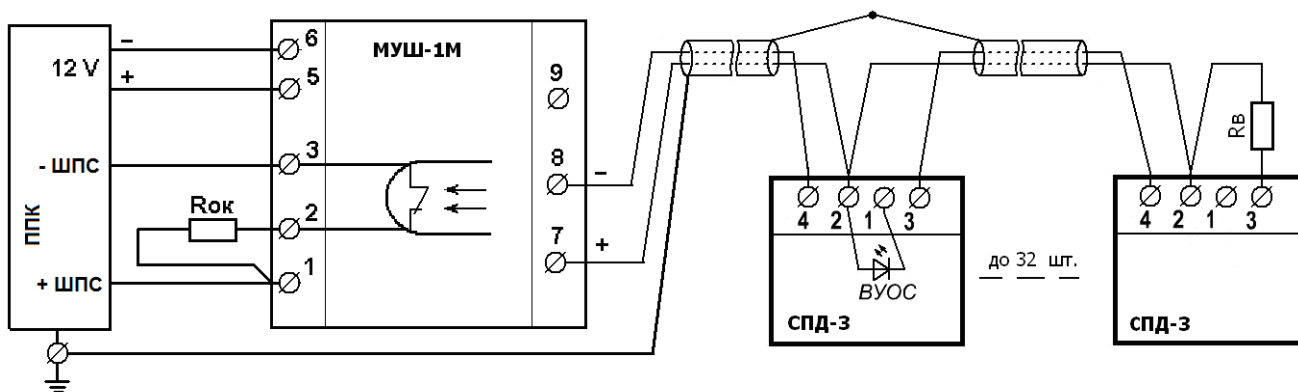 ППК
12 V
–
+
- ШПС
+ ШПС
Rок
МУШ-1М
6
5
3
2
1
9
8
7
–
+
4 2 1 3
ВУОС
СПД-3
до 32 шт.
Rв
4 2 1 3
СПД-3